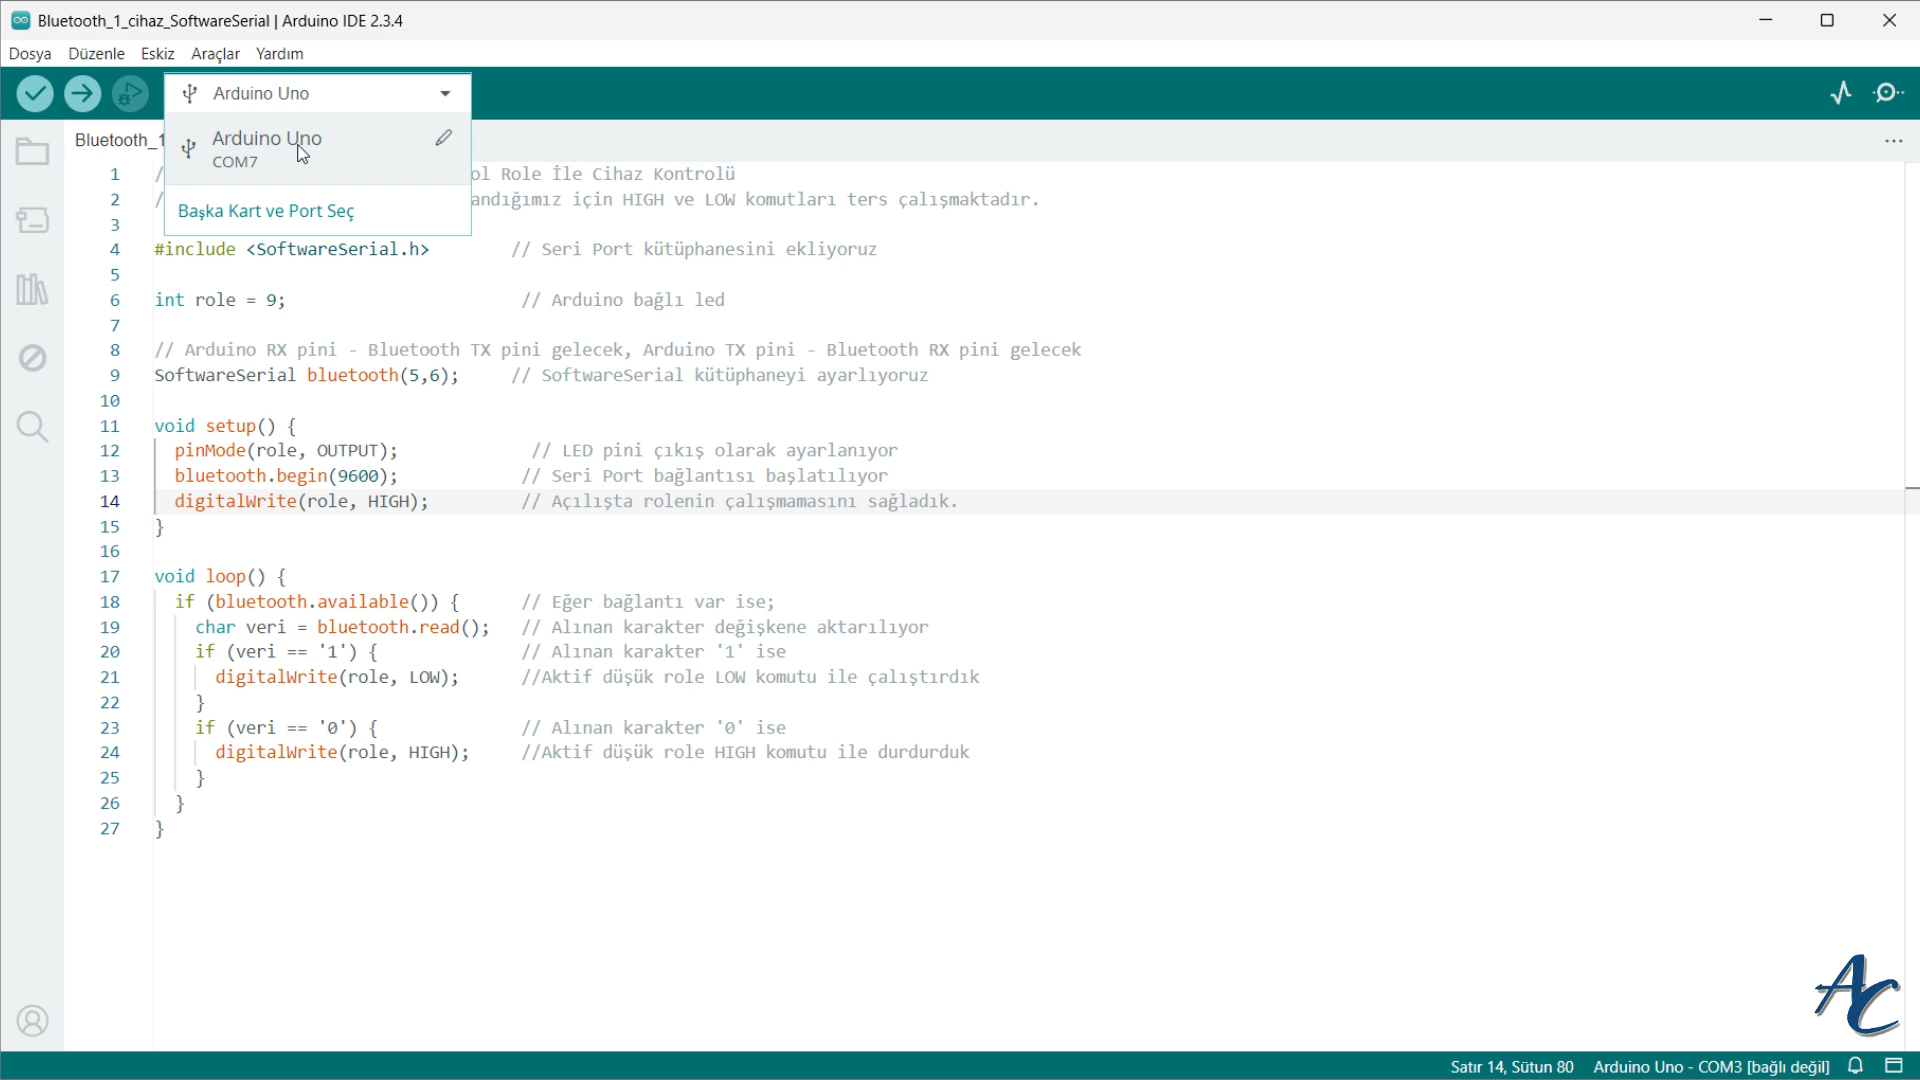 Bluetooth_1_cihaz_SoftwareSerial | Arduino IDE 2.3.4
Dosya Düzenle Eskiz Araçlar Yardım
Arduino Uno
Bluetooth_1
Arduino Uno
COM7
Başka Kart ve Port Seç
1 / ol Role İle Cihaz Kontrolü
2 / andığımız için HIGH ve LOW komutları ters çalışmaktadır.
3
4 #include <SoftwareSerial.h> // Seri Port kütüphanesini ekliyoruz
5
6 int role = 9; // Arduino bağlı led
7
8 // Arduino RX pini - Bluetooth TX pini gelecek, Arduino TX pini - Bluetooth RX pini gelecek
9 SoftwareSerial bluetooth(5,6); // SoftwareSerial kütüphaneyi ayarlıyoruz
10
11 void setup() {
12 pinMode(role, OUTPUT); // LED pini çıkış olarak ayarlanıyor
13 bluetooth.begin(9600); // Seri Port bağlantısı başlatılıyor
14 digitalWrite(role, HIGH); // Açılışta rolenin çalışmamasını sağladık.
15 }
16
17 void loop() {
18 if (bluetooth.available()) { // Eğer bağlantı var ise;
19 char veri = bluetooth.read(); // Alınan karakter değişkene aktarılıyor
20 if (veri == '1') { // Alınan karakter '1' ise
21 digitalWrite(role, LOW); //Aktif düşük role LOW komutu ile çalıştırdık
22 }
23 if (veri == '0') { // Alınan karakter '0' ise
24 digitalWrite(role, HIGH); //Aktif düşük role HIGH komutu ile durdurduk
25 }
26 }
27 }
AC
Satır 14, Sütun 80 Arduino Uno - COM3 [bağlı değil]